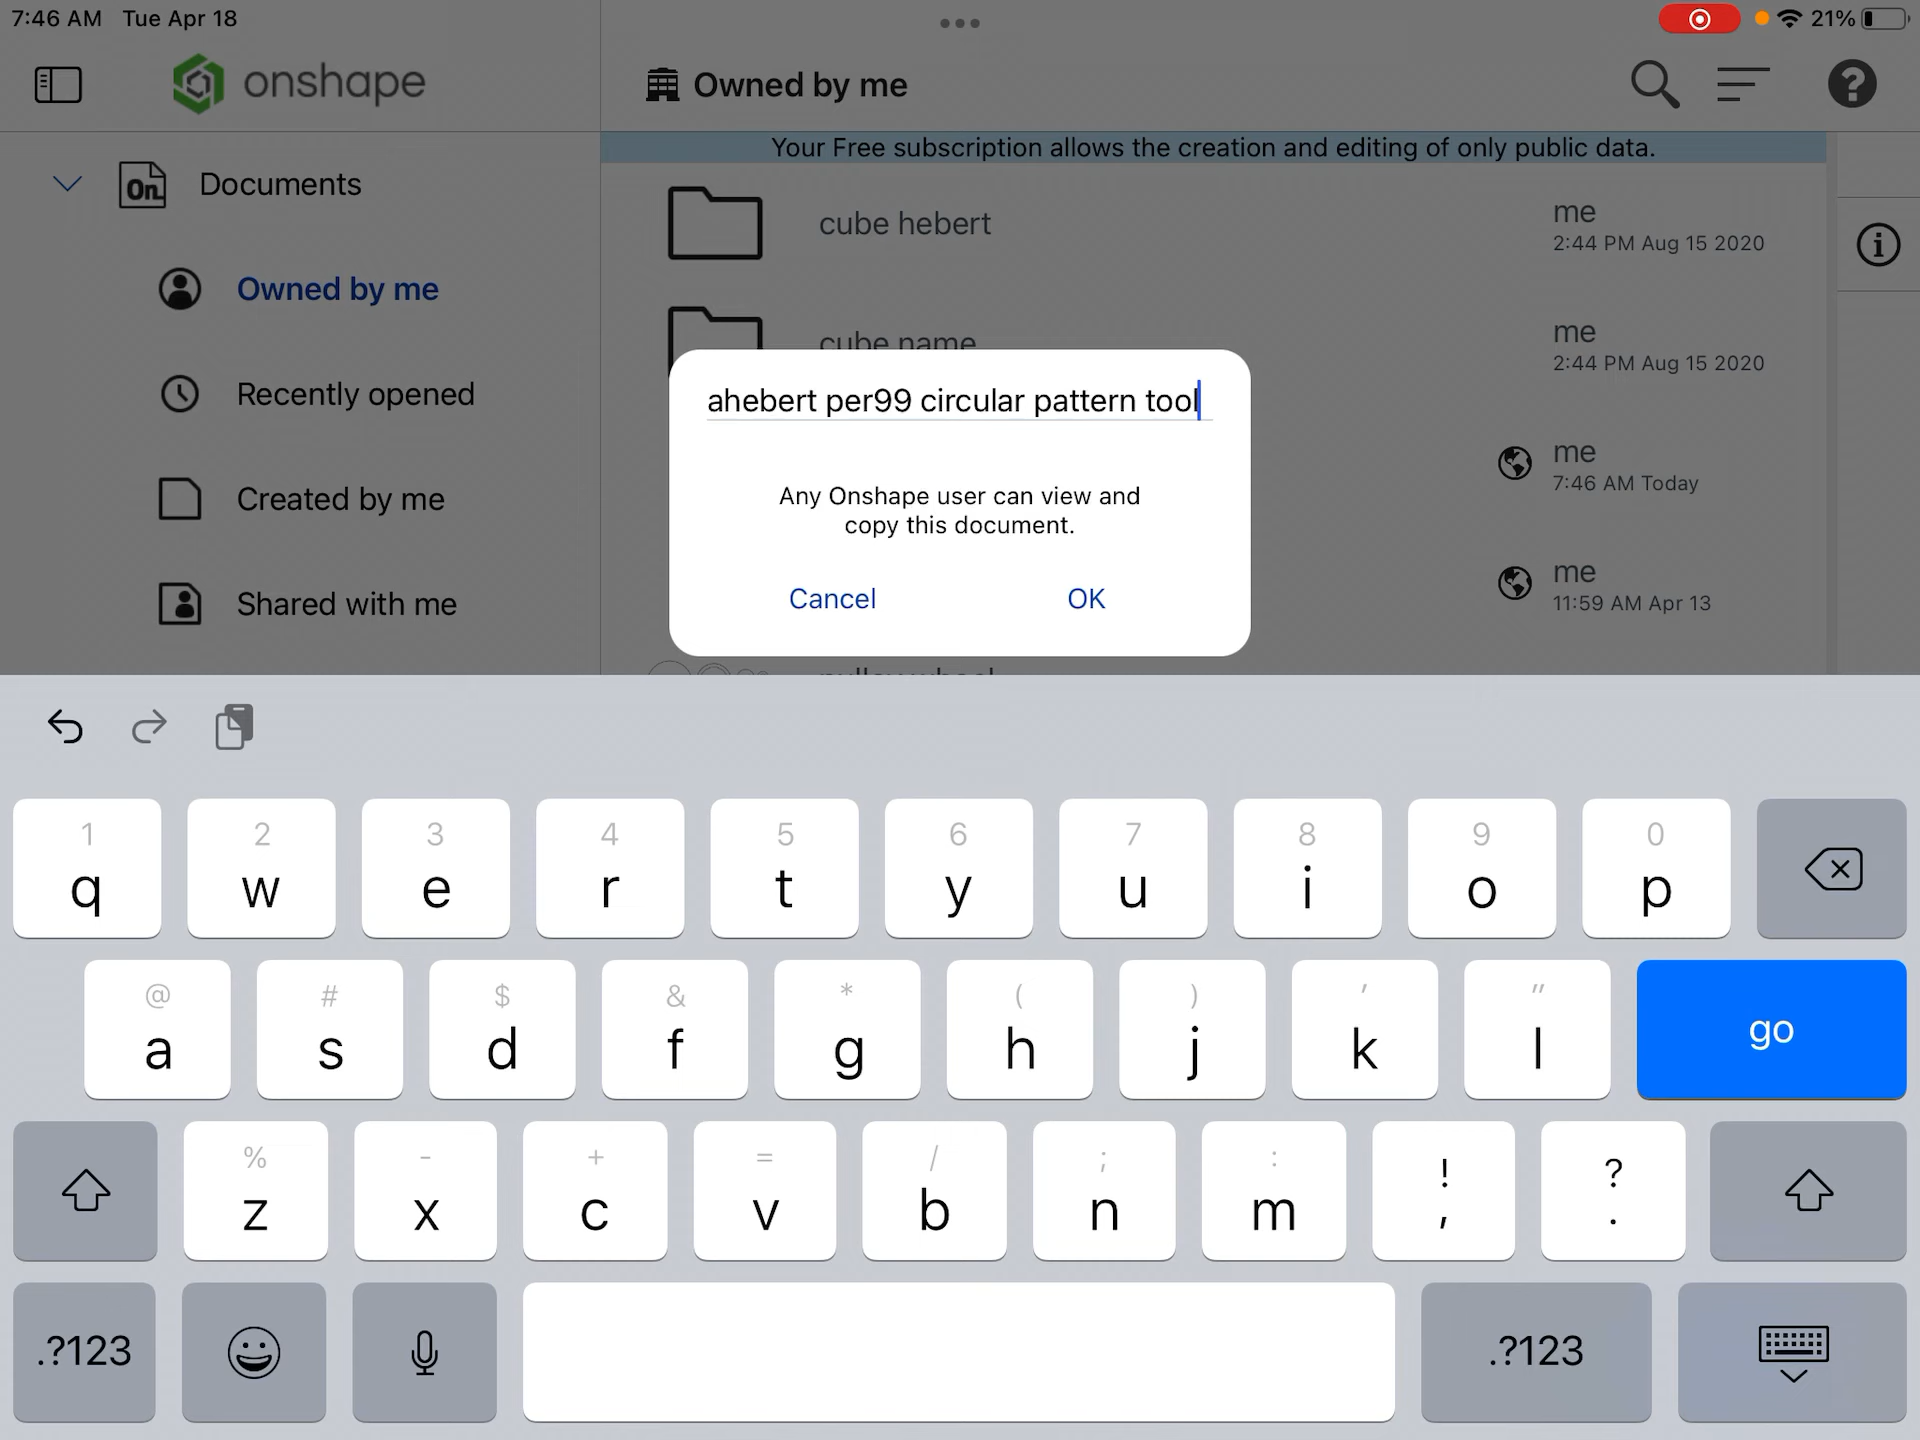 7:46 AM Tue Apr 18
21%
onshape
Owned by me
Your Free subscription allows the creation and editing of only public data.
Documents
Owned by me
Recently opened
Created by me
Shared with me
cube hebert
me
2:44 PM Aug 15 2020
cube name
me
2:44 PM Aug 15 2020
me
7:46 AM Today
me
11:59 AM Apr 13
ahebert per99 circular pattern tool
Any Onshape user can view and
copy this document.
Cancel OK
1 2 3 4 5 6 7 8 9 0
q w e r t y u i o p
@ # $ & * ( ) ' "
a s d f g h j k l go
% - + = / ; : ! ?
z x c v b n m , .
.?123 .?123